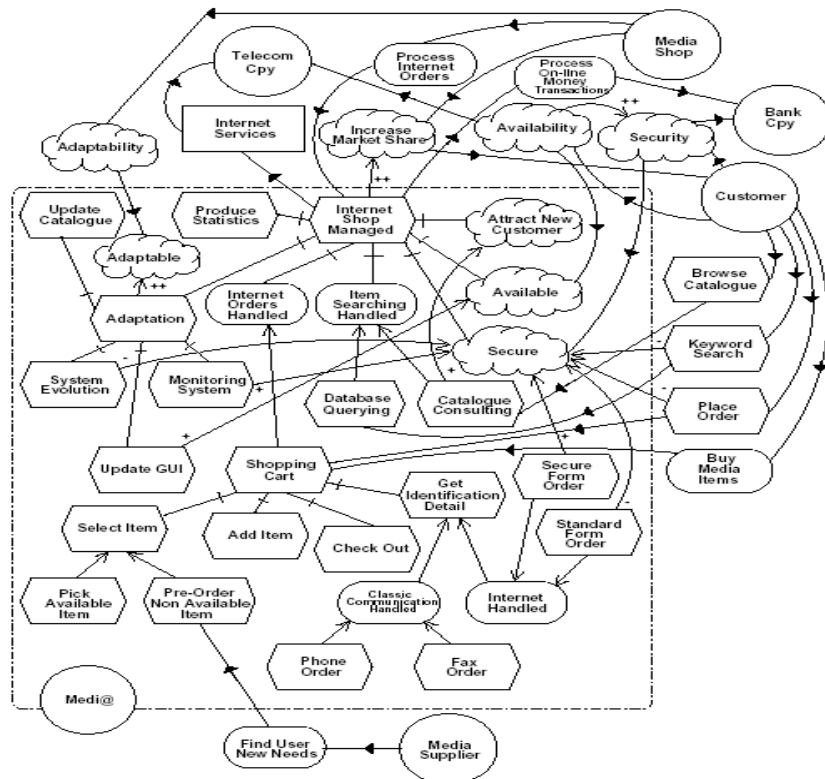 Process
Internet
Orders
Telecom
Cpy
Media
Shop
Process
On-line
Money
Transactions
Bank
Cpy
Internet
Services
Increase
Market Share
Availability
Security
++
Adaptability
++
Customer
Update
Catalogue
Produce
Statistics
Internet
Shop
Managed
Attract New
Customer
Adaptable
++
Browse
Catalogue
Internet
Orders
Handled
Item
Searching
Handled
Available
Adaptation
Secure
Keyword
Search
-
-
System
Evolution
Monitoring
System
+
+
Database
Querying
Catalogue
Consulting
-
Place
Order
+
+
Update GUI
Shopping
Cart
Get
Identification
Detail
Secure
Form
Order
Buy
Media
Items
Select Item
Add Item
Check Out
-
Standard
Form
Order
Pick
Available
Item
Pre-Order
Non Available
Item
Classic
Communication
Handled
Internet
Handled
Phone
Order
Fax
Order
Medi@
Find User
New Needs
Media
Supplier